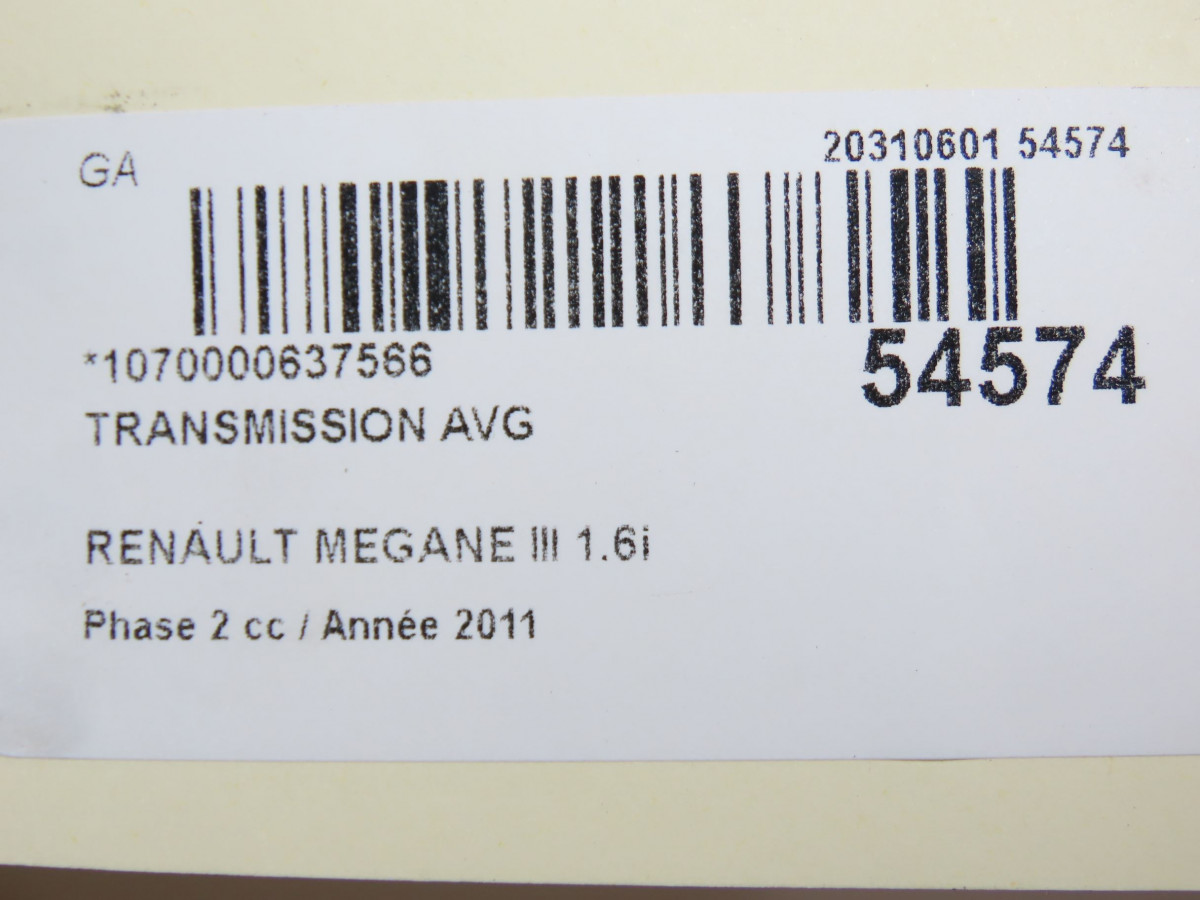 GA
20310601 54574
*1070000637566
54574
TRANSMISSION AVG
RENAULT MEGANE III 1.6i
Phase 2 cc / Année 2011